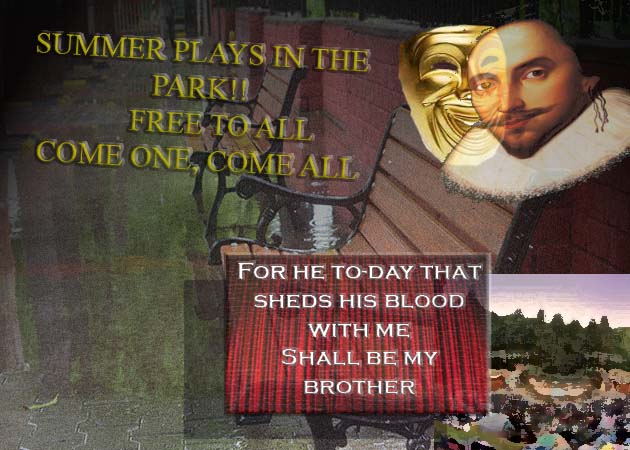 SUMMER PLAYS IN THE
PARK!!
FREE TO ALL
COME ONE, COME ALL
FOR HE TO-DAY THAT
SHEDS HIS BLOOD
WITH ME
SHALL BE MY
BROTHER